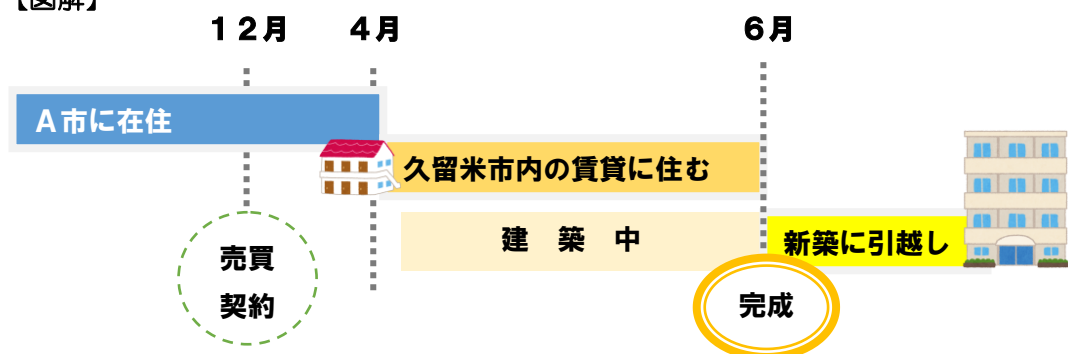 【図解】
１２月 ４月 ６月
Ａ市に在住
久留米市内の賃貸に住む
建 築 中
新築に引越し
売買
契約
完成